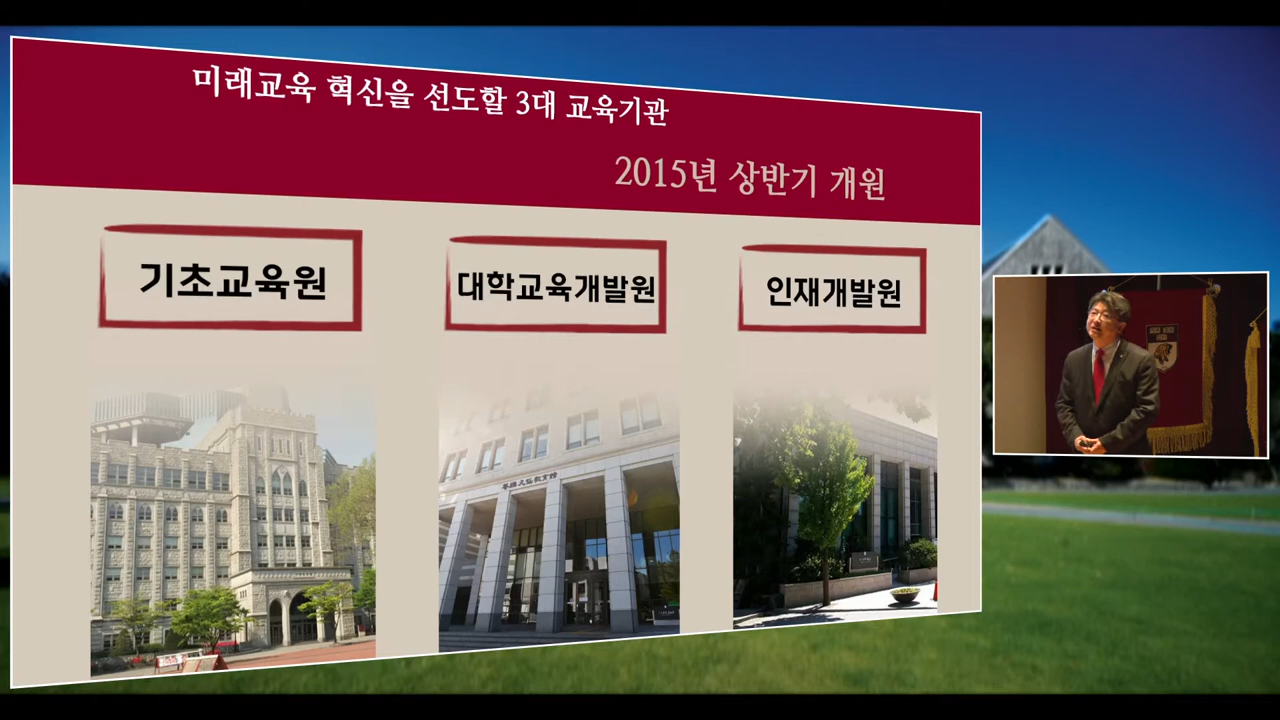 미래교육 혁신을 선도할 3대 교육기관
2015년 상반기 개원
기초교육원
대학교육개발원
인재개발원